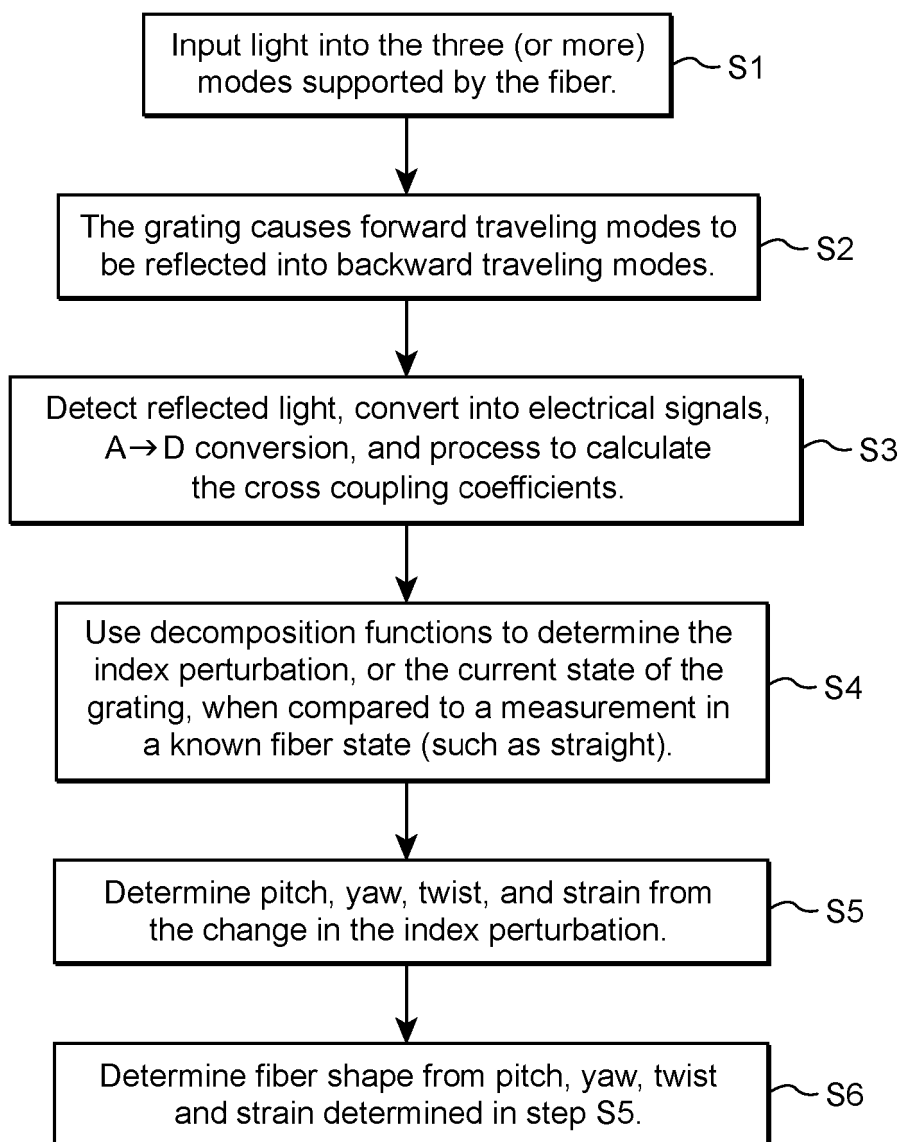 Input light into the three (or more)
modes supported by the fiber.
S1
The grating causes forward traveling modes to
be reflected into backward traveling modes.
S2
Detect reflected light, convert into electrical signals,
A→D conversion, and process to calculate
the cross coupling coefficients.
S3
Use decomposition functions to determine the
index perturbation, or the current state of the
grating, when compared to a measurement in
a known fiber state (such as straight).
S4
Determine pitch, yaw, twist, and strain from
the change in the index perturbation.
S5
Determine fiber shape from pitch, yaw, twist
and strain determined in step S5.
S6